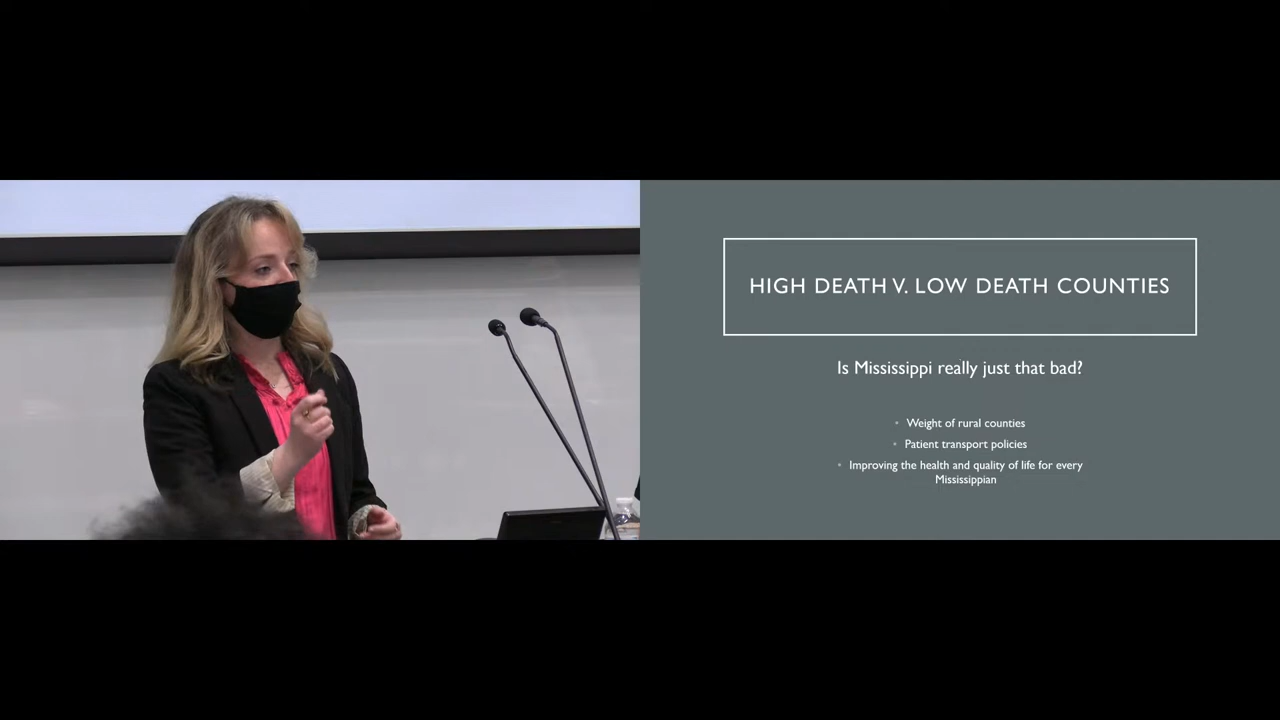 HIGH DEATH V. LOW DEATH COUNTIES
Is Mississippi really just that bad?
• Weight of rural counties
• Patient transport policies
• Improving the health and quality of life for every
Mississippian